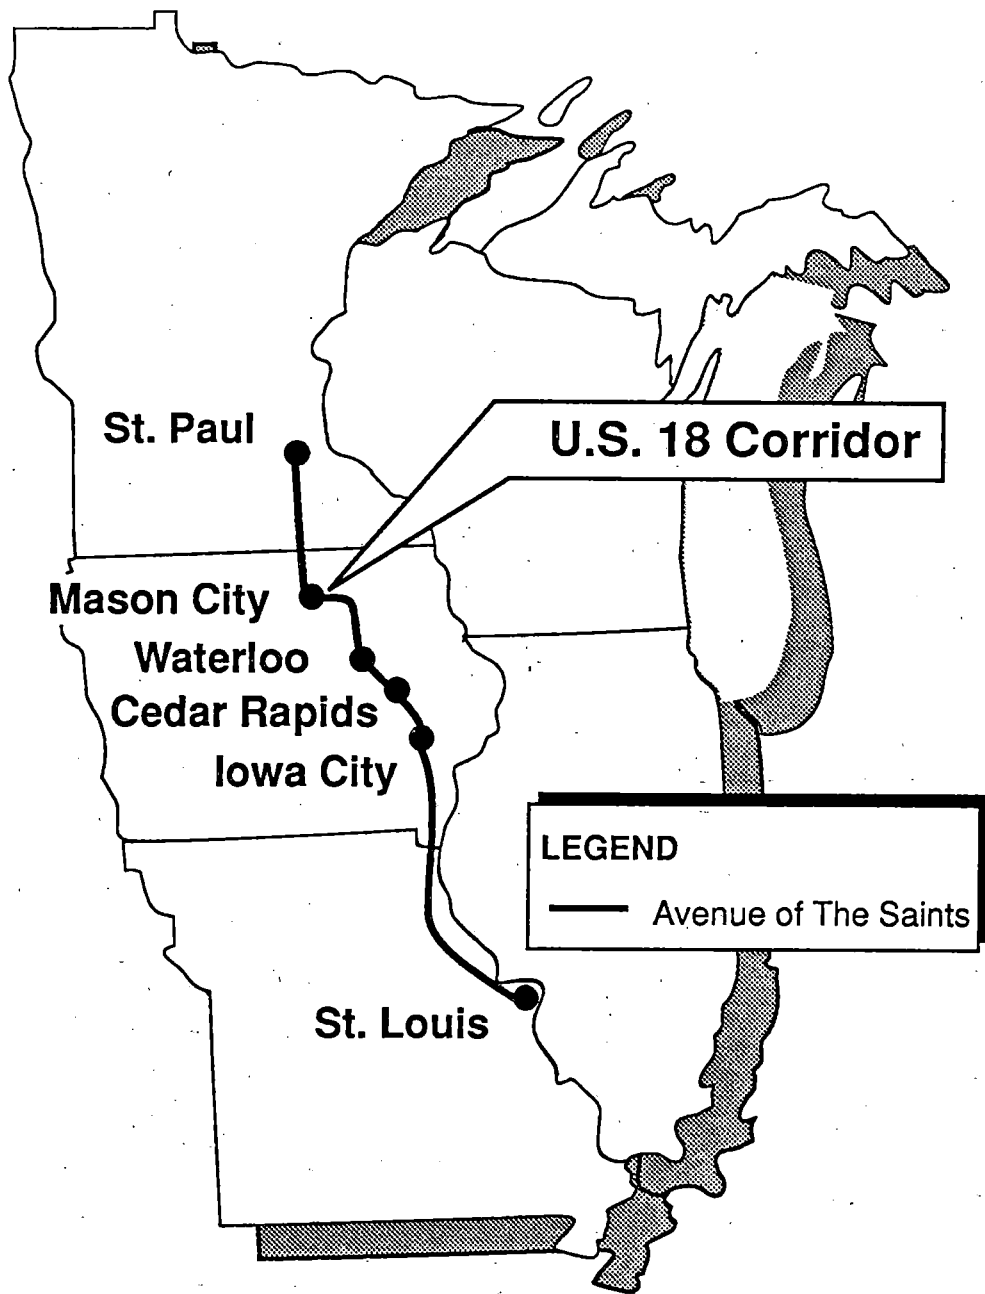 St. Paul
U.S. 18 Corridor
Mason City
Waterloo
Cedar Rapids
Iowa City
LEGEND
Avenue of The Saints
St. Louis